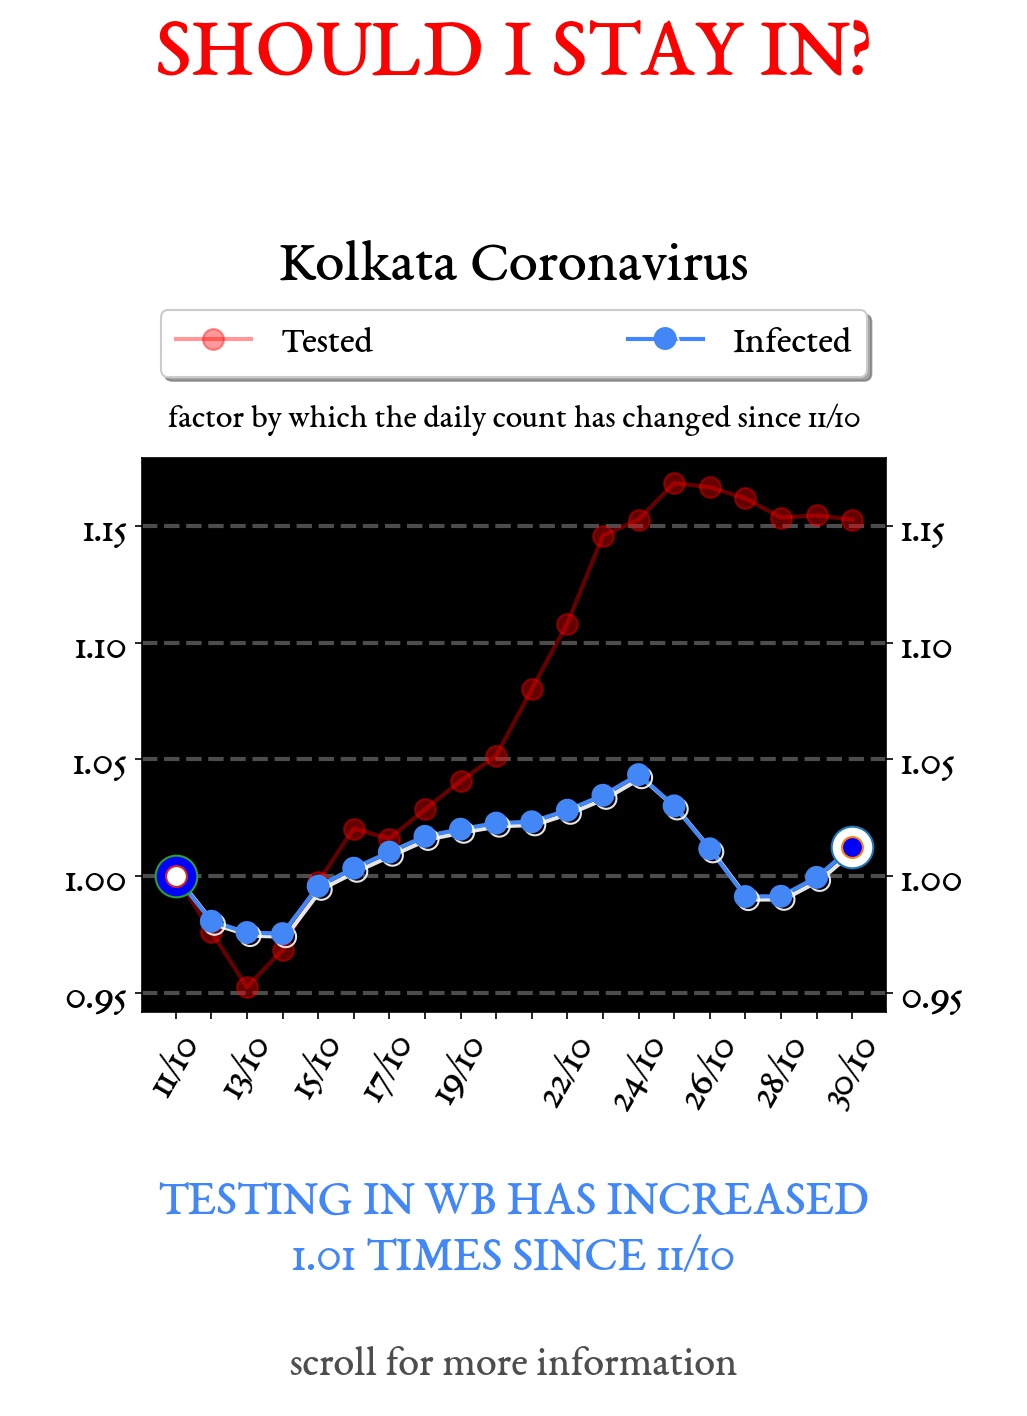 SHOULD I STAY IN?
Kolkata Coronavirus
Tested Infected
factor by which the daily count has changed since 11/10
1.15 1.15
1.10 1.10
1.05 1.05
1.00 1.00
0.95 0.95
11/10 13/10 15/10 17/10 19/10 22/10 24/10 26/10 28/10 30/10
TESTING IN WB HAS INCREASED
1.01 TIMES SINCE 11/10
scroll for more information